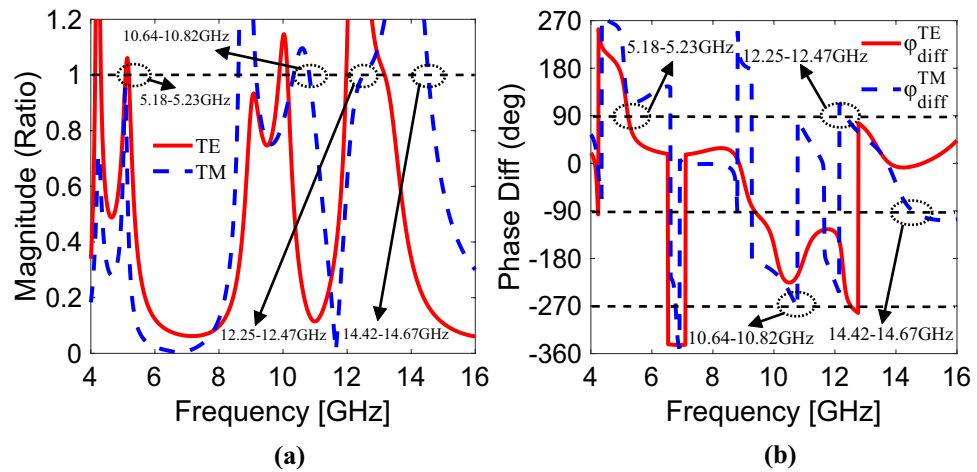 1.2
1
0.8
0.6
0.4
0.2
0
4
6
8
10
12
14
16
Magnitude (Ratio)
Frequency [GHz]
10.64-10.82GHz
5.18-5.23GHz
TE
TM
12.25-12.47GHz
14.42-14.67GHz
(a)
270
180
90
0
-90
-180
-270
-360
4
6
8
10
12
14
16
Phase Diff (deg)
Frequency [GHz]
5.18-5.23GHz
12.25-12.47GHz
φ^TE_diff
φ^TM_diff
10.64-10.82GHz
14.42-14.67GHz
(b)